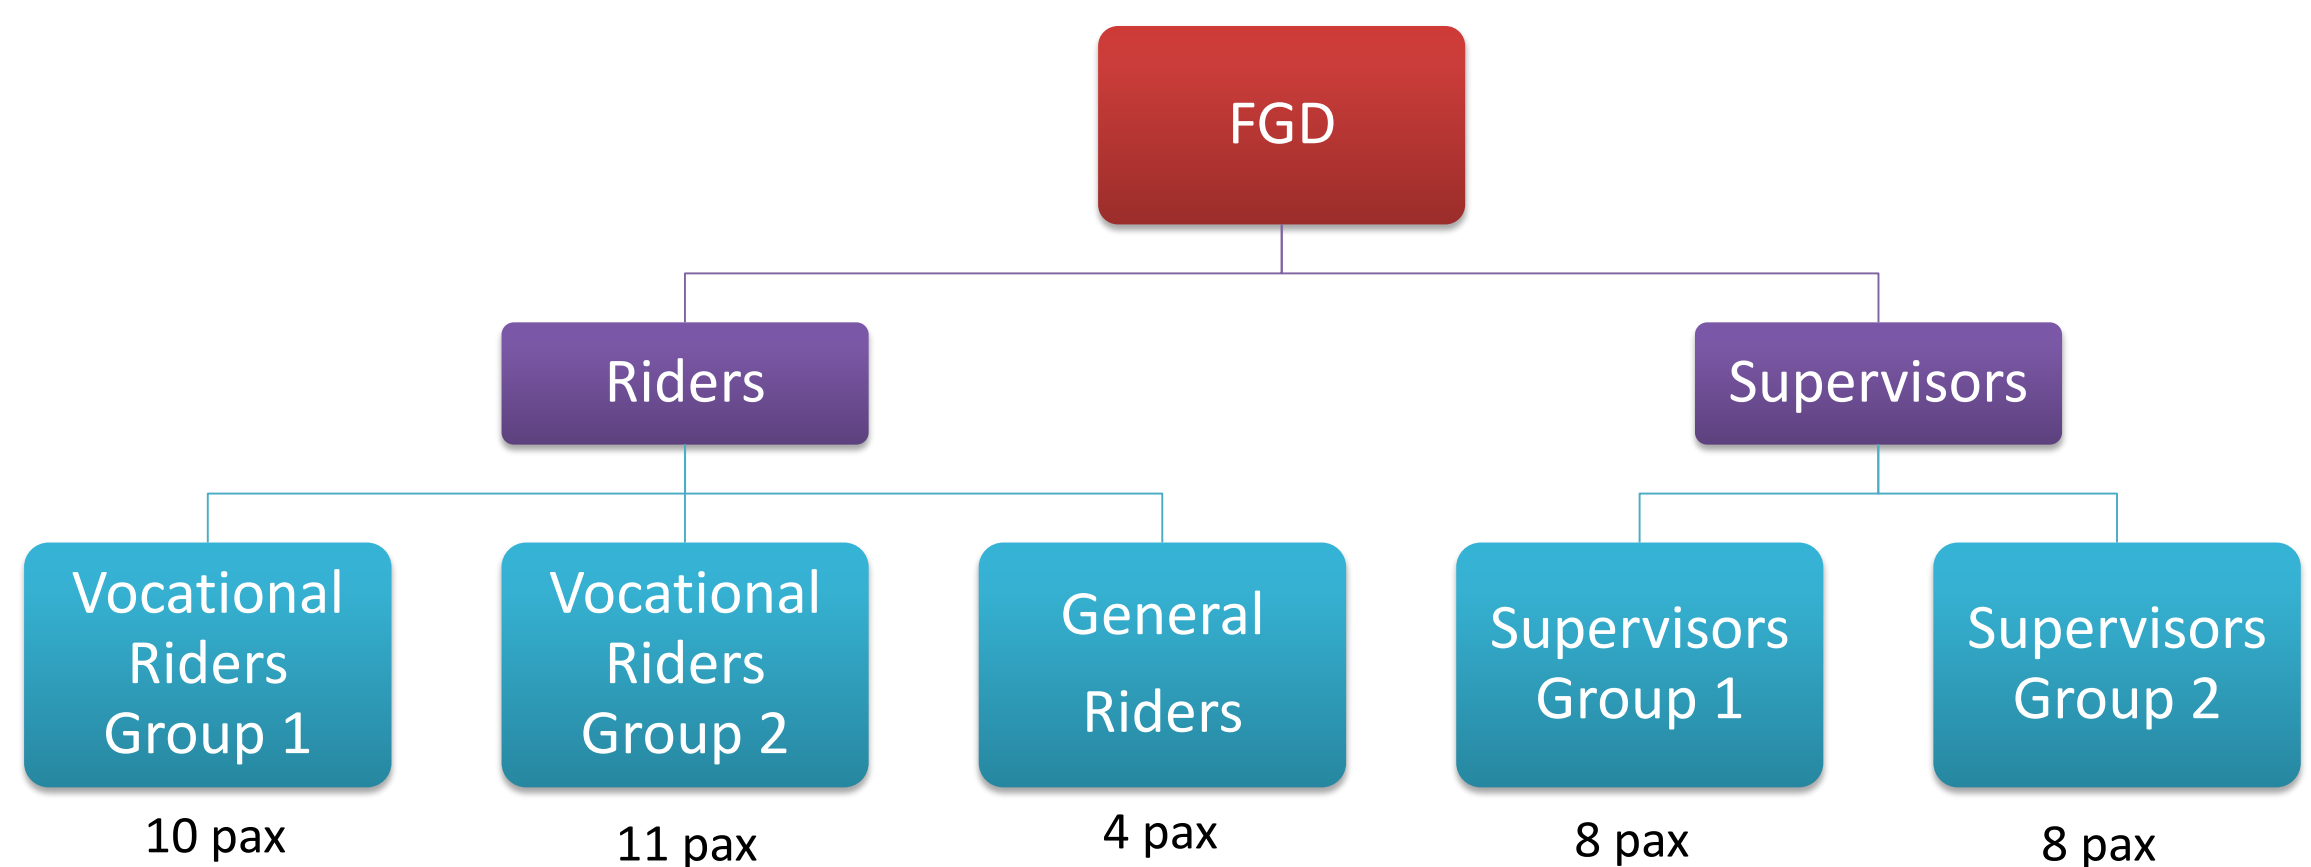 FGD
Riders
Supervisors
Vocational
Riders
Group 1
Vocational
Riders
Group 2
General
Riders
Supervisors
Group 1
Supervisors
Group 2
10 pax
11 pax
4 pax
8 pax
8 pax